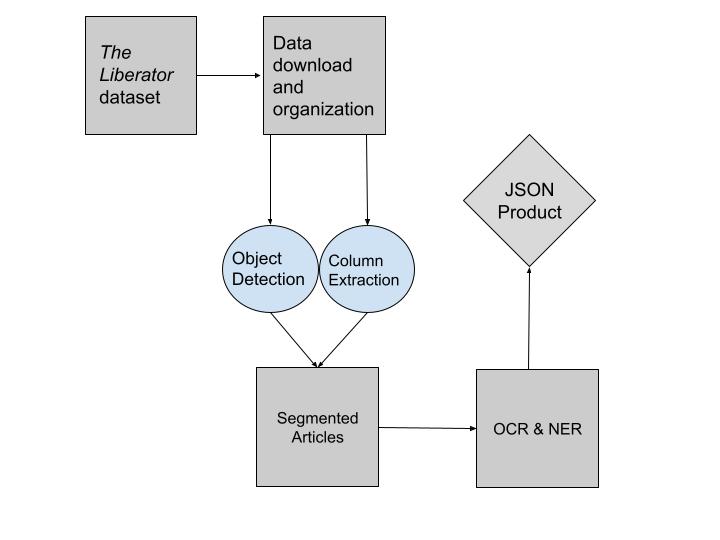 The
Liberator
dataset
Data
download
and
organization
JSON
Product
Object
Detection
Column
Extraction
Segmented
Articles
OCR & NER